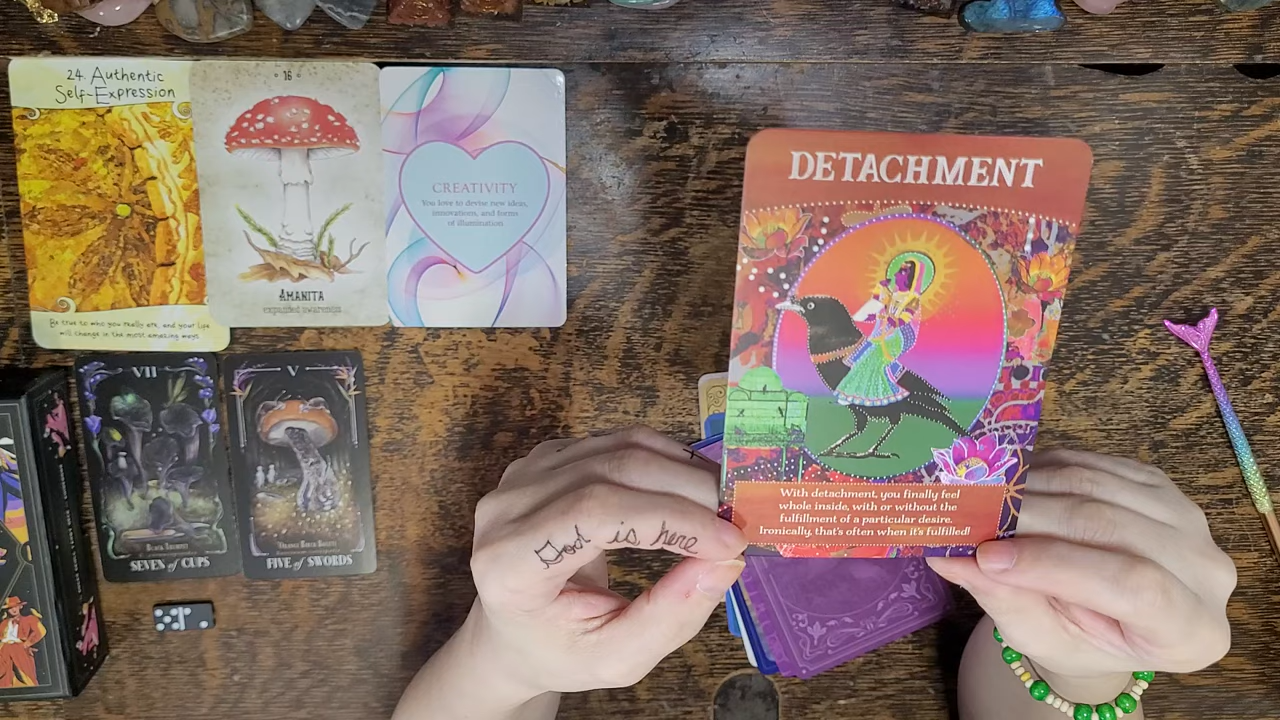 24. Authentic
Self-Expression
Be true to who you really are, and your life
will change in the most amazing ways.
16
AMANITA
expanded awareness
CREATIVITY
You love to devise new ideas,
innovations, and forms
of illumination
VII
BLACK TRUMPET
SEVEN of CUPS
V
FIVE of SWORDS
DETACHMENT
With detachment, you finally feel
whole inside, with or without the
fulfillment of a particular desire.
Ironically, that's often when it's fulfilled!
God is here